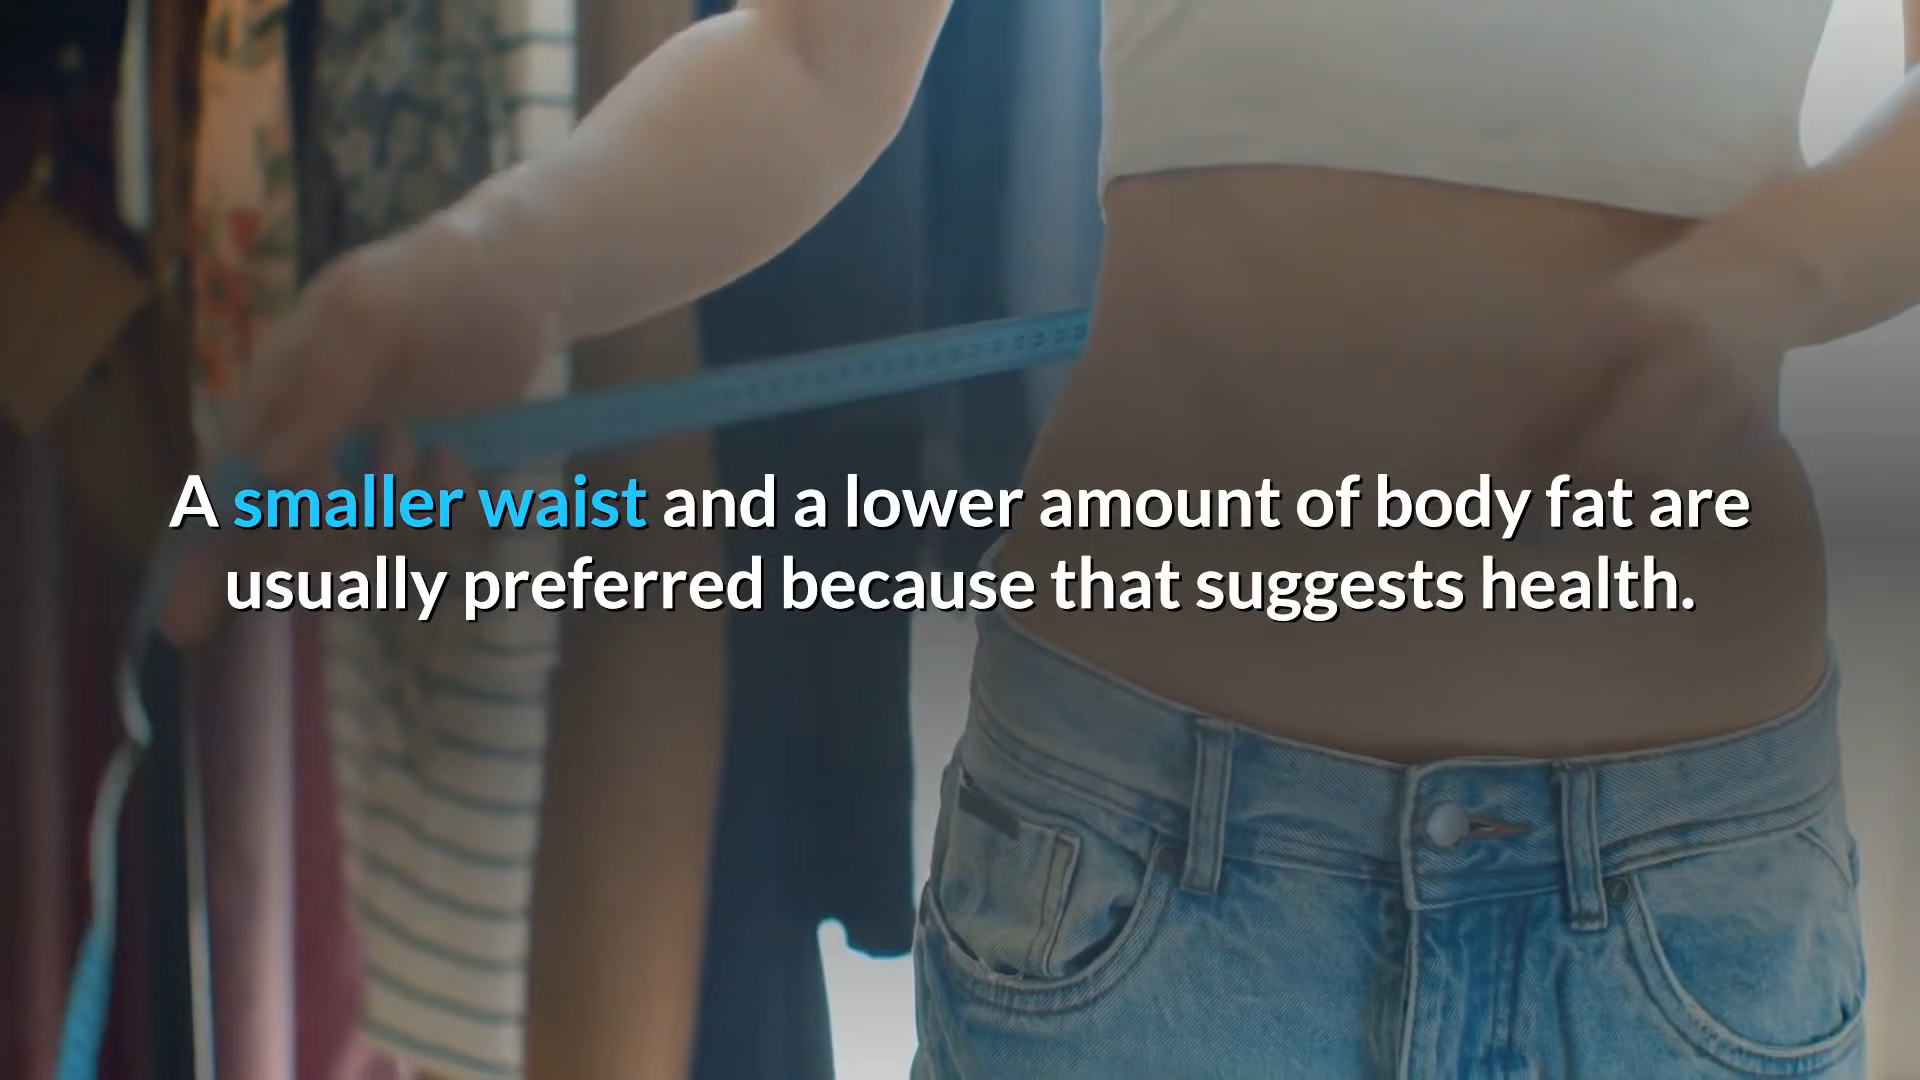 A smaller waist and a lower amount of body fat are
usually preferred because that suggests health.